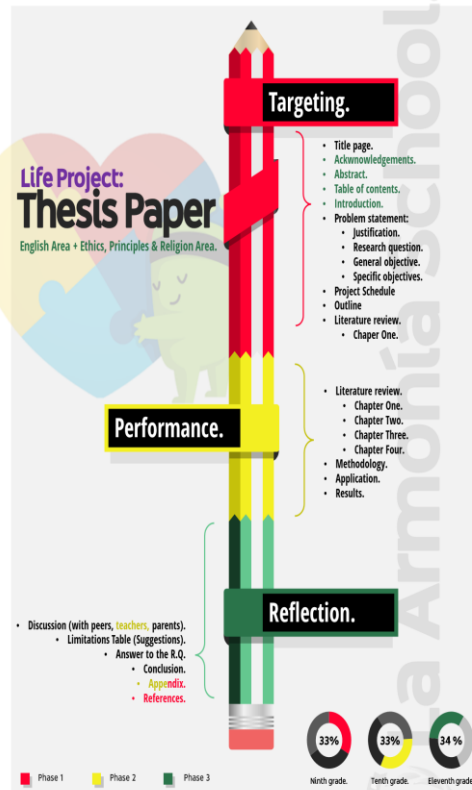 Targeting.
Life Project:
Thesis Paper
English Area + Ethics, Principles & Religion Area.
• Title page.
• Ackwnowledgements.
• Abstract.
• Table of contents.
• Introduction.
• Problem statement:
• Justification.
• Research question.
• General objective.
• Specific objectives.
• Project Schedule
• Outline
• Literature review.
• Chaper One.
Performance.
• Literature review.
• Chapter One.
• Chapter Two.
• Chapter Three.
• Chapter Four.
• Methodology.
• Application.
• Results.
Reflection.
• Discussion (with peers, teachers, parents).
• Limitations Table (Suggestions).
• Answer to the R.Q.
• Conclusion.
• Appendix.
• References.
33%
Ninth grade.
33%
Tenth grade.
34 %
Eleventh grade
Phase 1
Phase 2
Phase 3
La Armonía school